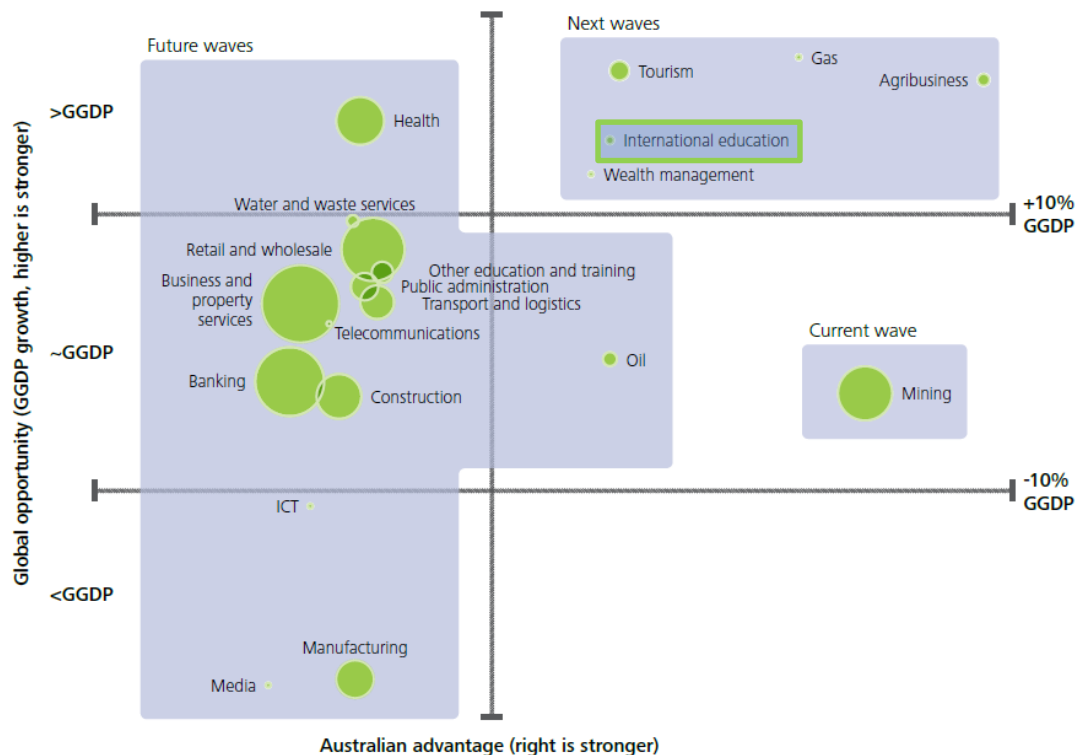 Next waves
Future waves
Gas
Tourism
Agribusiness
>GGDP
Health
International education
Wealth management
Water and waste services
+10%
GGDP
Retail and wholesale
Other education and training
Business and
property
services
Public administration
Transport and logistics
Telecommunications
Current wave
~GGDP
Oil
Banking
Construction
Mining
-10%
GGDP
ICT
<GGDP
Manufacturing
Media
Global opportunity (GGDP growth, higher is stronger)
Australian advantage (right is stronger)